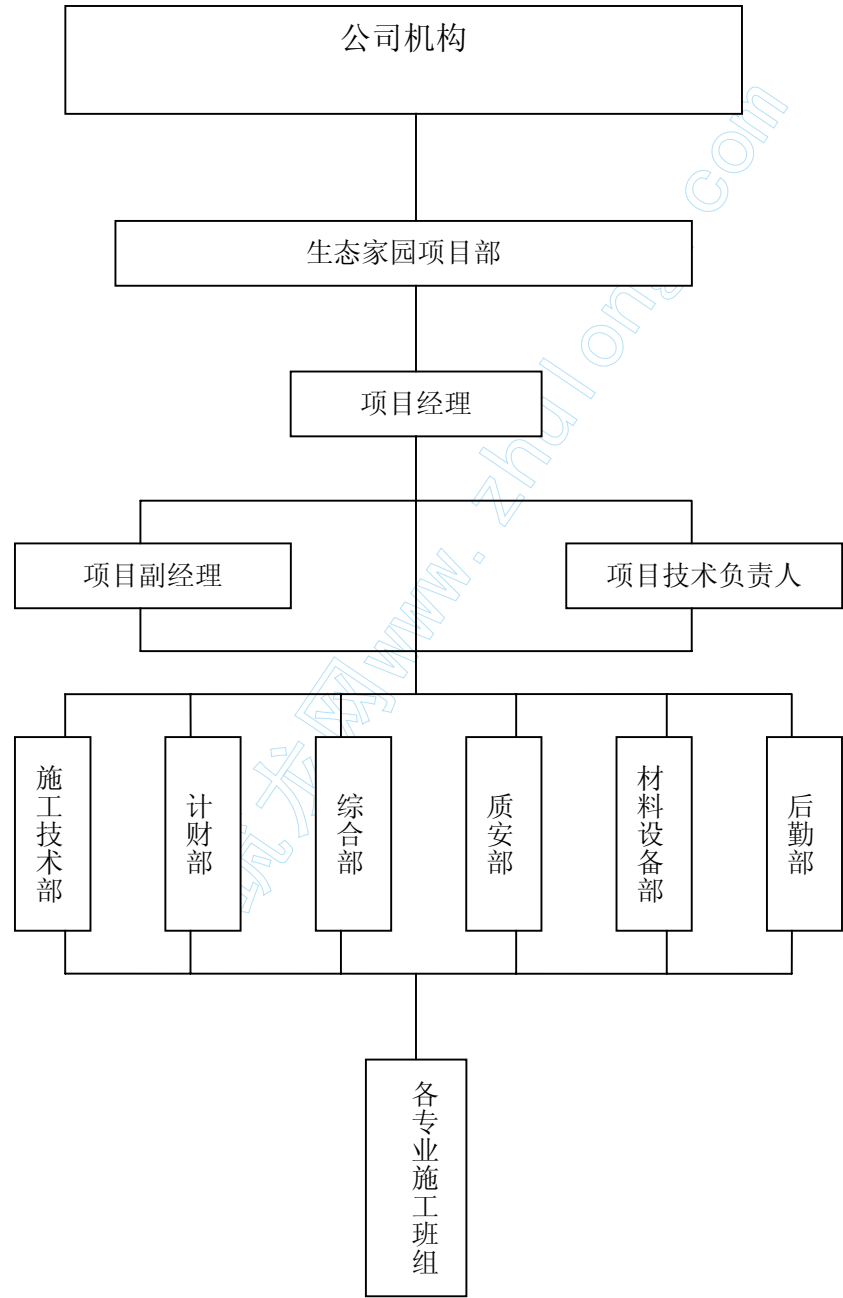 公司机构
生态家园项目部
项目经理
项目副经理
项目技术负责人
施工技术部
计财部
综合部
质安部
材料设备部
后勤部
各专业施工班组
筑龙网www.zhulong.com